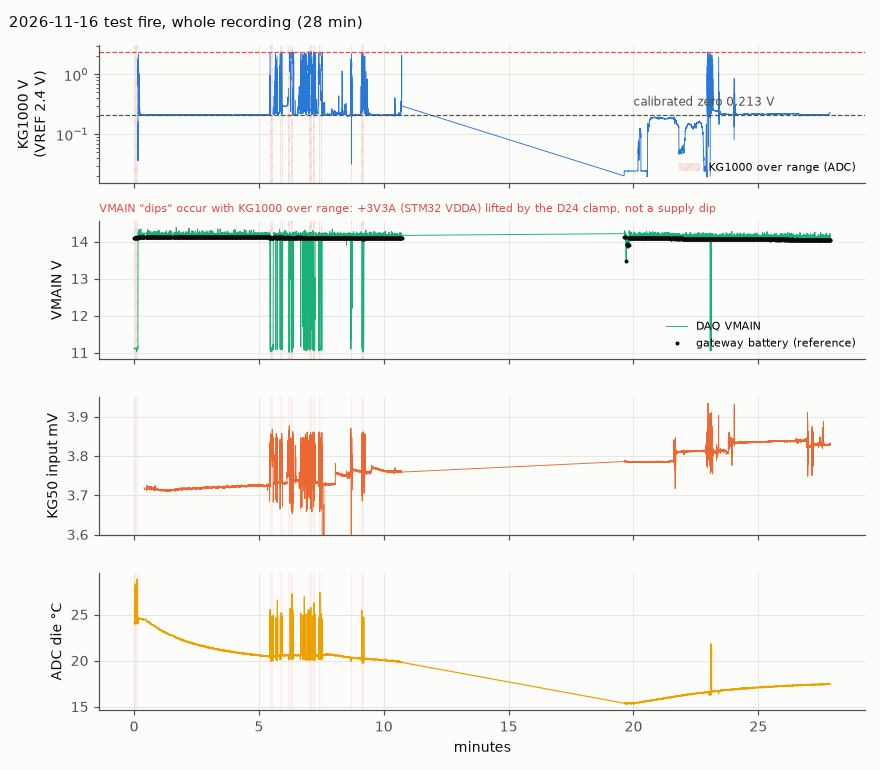 2026-11-16 test fire, whole recording (28 min)
KG1000 V
(VREF 2.4 V)
10⁰
10⁻¹
calibrated zero 0.213 V
KG1000 over range (ADC)
VMAIN "dips" occur with KG1000 over range: +3V3A (STM32 VDDA) lifted by the D24 clamp, not a supply dip
VMAIN V
14
13
12
11
DAQ VMAIN
gateway battery (reference)
KG50 input mV
3.9
3.8
3.7
3.6
ADC die °C
25
20
15
0 5 10 15 20 25
minutes